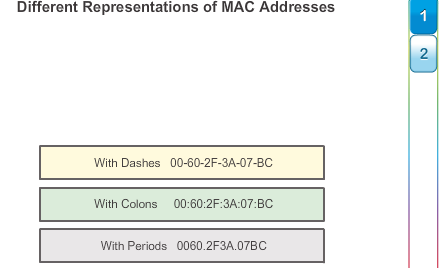 Different Representations of MAC Addresses
1
2
With Dashes 00-60-2F-3A-07-BC
With Colons 00:60:2F:3A:07:BC
With Periods 0060.2F3A.07BC